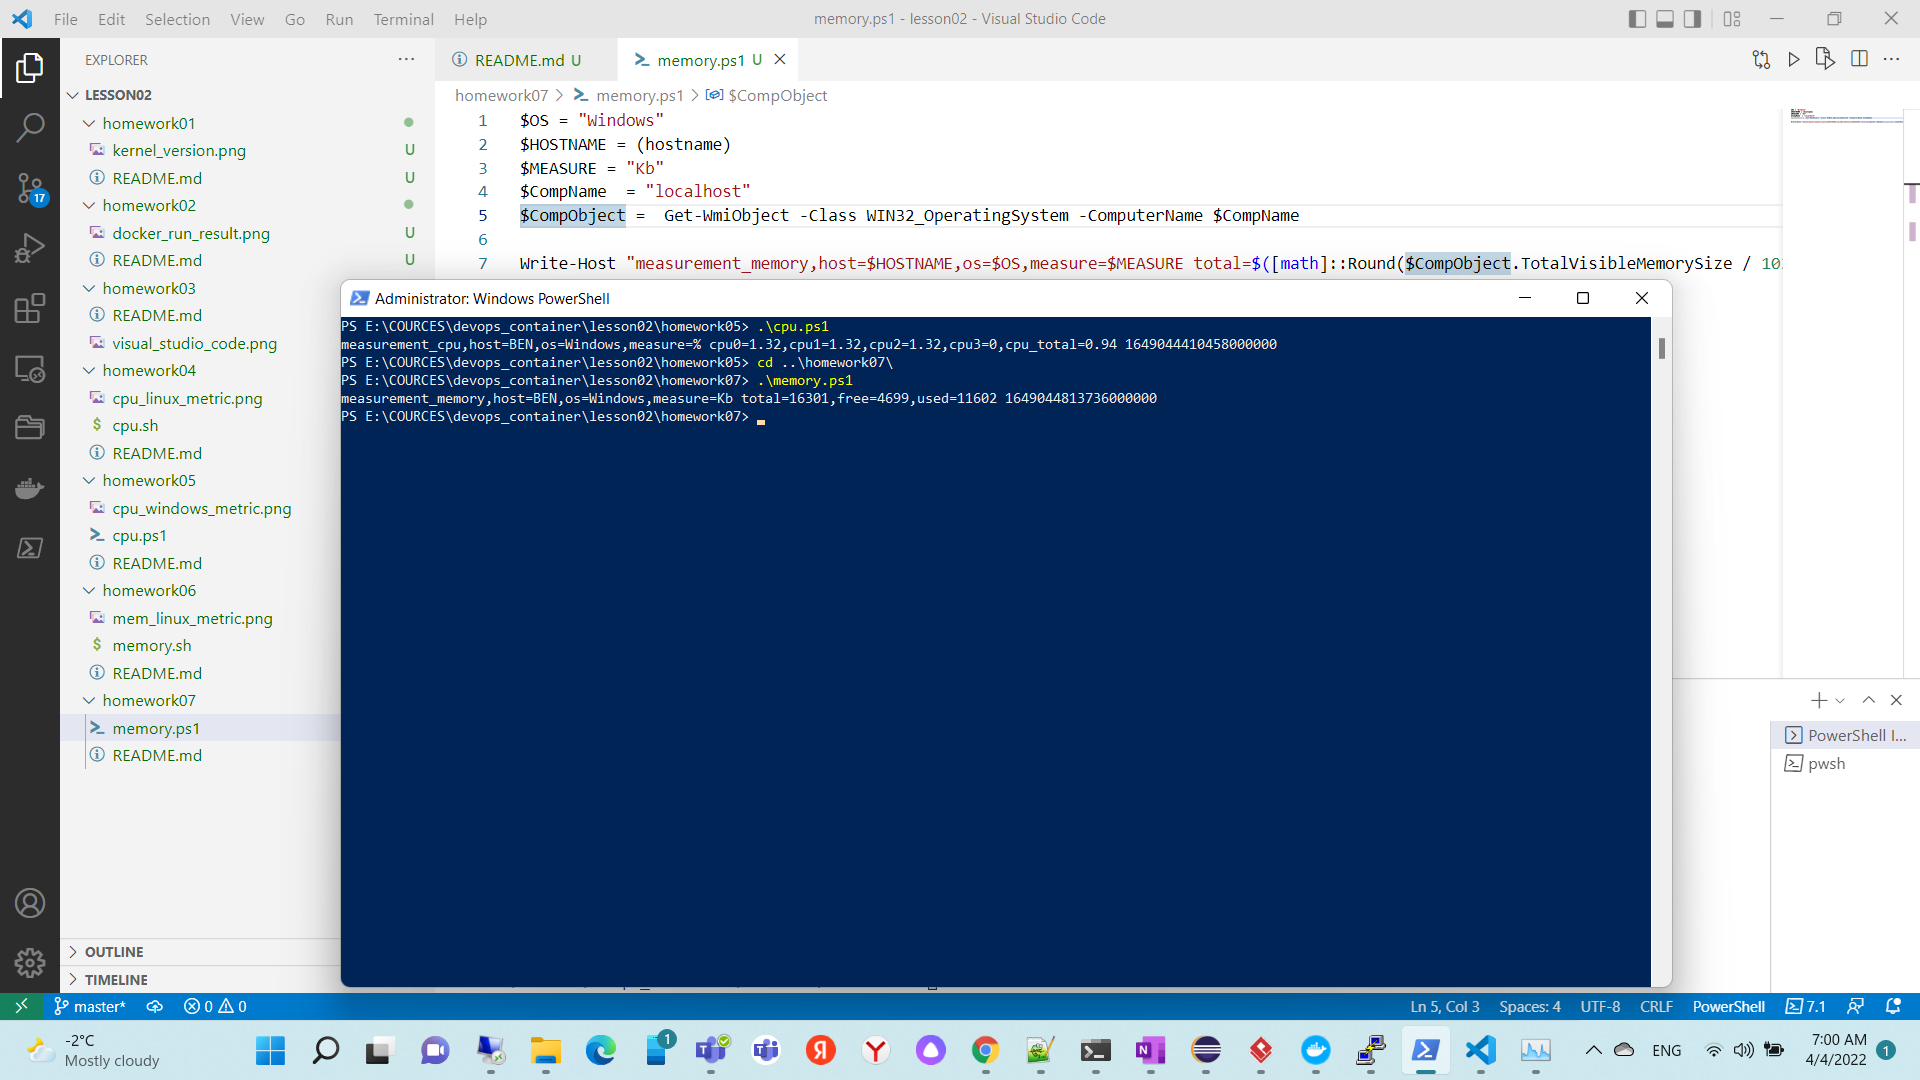 File Edit Selection View Go Run Terminal Help
memory.ps1 - lesson02 - Visual Studio Code
EXPLORER
LESSON02
homework01
kernel_version.png U
README.md U
homework02
docker_run_result.png U
README.md U
homework03
README.md
visual_studio_code.png
homework04
cpu_linux_metric.png
$ cpu.sh
README.md
homework05
cpu_windows_metric.png
cpu.ps1
README.md
homework06
mem_linux_metric.png
$ memory.sh
README.md
homework07
memory.ps1
README.md
OUTLINE
TIMELINE
17
README.md U
memory.ps1 U
homework07 > memory.ps1 > $CompObject
1 $OS = "Windows"
2 $HOSTNAME = (hostname)
3 $MEASURE = "Kb"
4 $CompName  = "localhost"
5 $CompObject =  Get-WmiObject -Class WIN32_OperatingSystem -ComputerName $CompName
6
7 Write-Host "measurement_memory,host=$HOSTNAME,os=$OS,measure=$MEASURE total=$([math]::Round($CompObject.TotalVisibleMemorySize / 10
Administrator: Windows PowerShell
PS E:\COURCES\devops_container\lesson02\homework05> .\cpu.ps1
measurement_cpu,host=BEN,os=Windows,measure=% cpu0=1.32,cpu1=1.32,cpu2=1.32,cpu3=0,cpu_total=0.94 1649044410458000000
PS E:\COURCES\devops_container\lesson02\homework05> cd ..\homework07\
PS E:\COURCES\devops_container\lesson02\homework07> .\memory.ps1
measurement_memory,host=BEN,os=Windows,measure=Kb total=16301,free=4699,used=11602 1649044813736000000
PS E:\COURCES\devops_container\lesson02\homework07>
PowerShell I...
pwsh
master* 0 0
Ln 5, Col 3 Spaces: 4 UTF-8 CRLF PowerShell 7.1
-2°C
Mostly cloudy
1
ENG
7:00 AM
4/4/2022
1